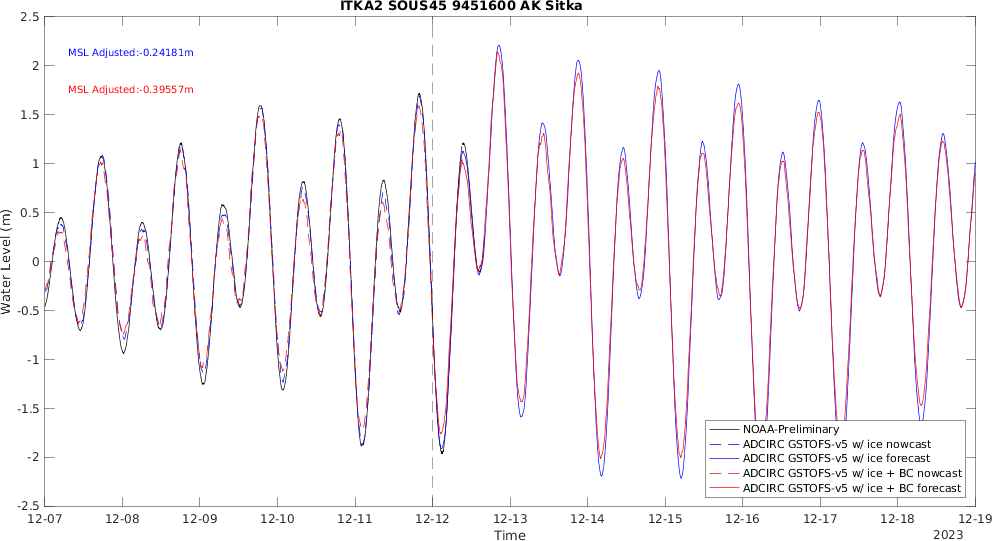 ITKA2 SOUS45 9451600 AK Sitka
MSL Adjusted:-0.24181m
MSL Adjusted:-0.39557m
Water Level (m)
2.5
2
1.5
1
0.5
0
-0.5
-1
-1.5
-2
-2.5
NOAA-Preliminary
ADCIRC GSTOFS-v5 w/ ice nowcast
ADCIRC GSTOFS-v5 w/ ice forecast
ADCIRC GSTOFS-v5 w/ ice + BC nowcast
ADCIRC GSTOFS-v5 w/ ice + BC forecast
12-07 12-08 12-09 12-10 12-11 12-12 12-13 12-14 12-15 12-16 12-17 12-18 12-19
Time
2023